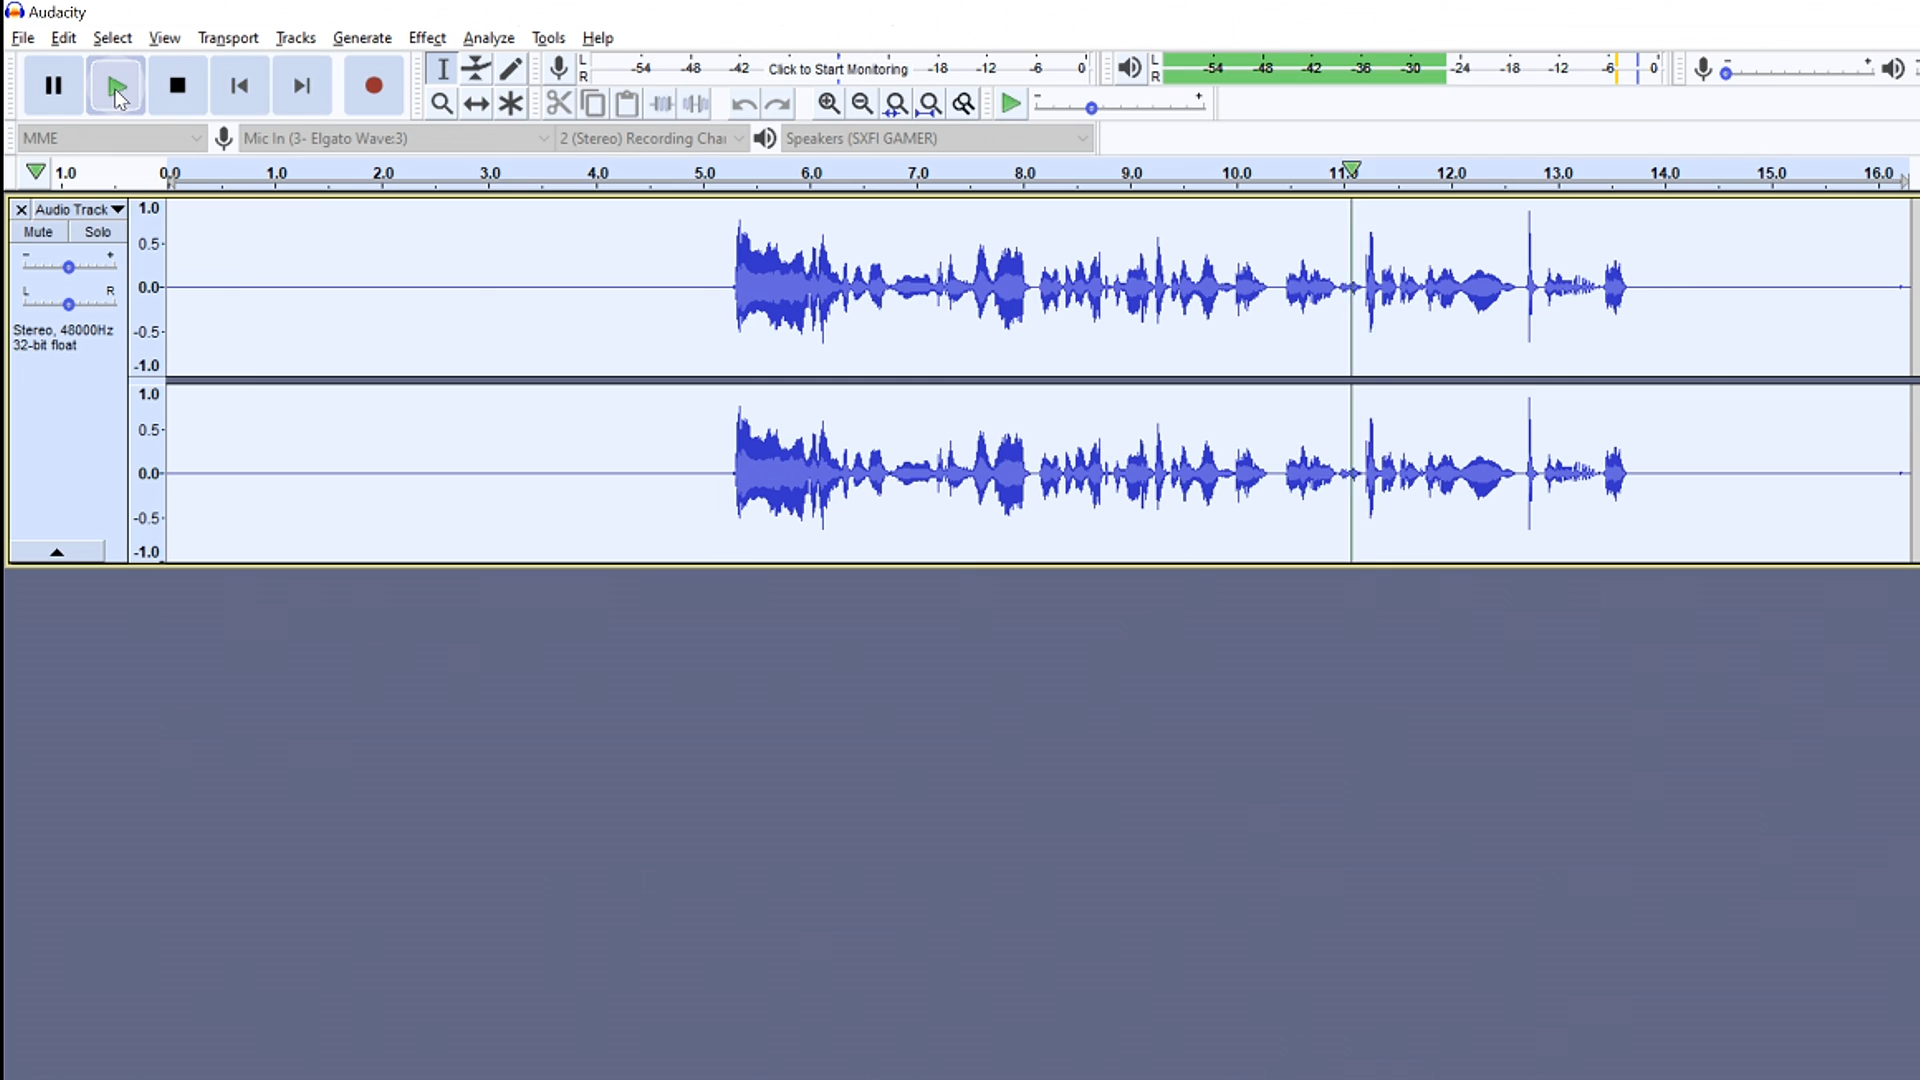 Audacity
File Edit Select View Transport Tracks Generate Effect Analyze Tools Help
L R -54 -48 -42 Click to Start Monitoring -18 -12 -6 0 L R -54 -48 -42 -36 -30 -24 -18 -12 -6 0 - +
- +
MME Mic In (3- Elgato Wave:3) 2 (Stereo) Recording Chai Speakers (SXFI GAMER)
1.0 0.0 1.0 2.0 3.0 4.0 5.0 6.0 7.0 8.0 9.0 10.0 11.0 12.0 13.0 14.0 15.0 16.0
Audio Track 1.0
Mute Solo 0.5
- +
L R 0.0
Stereo, 48000Hz -0.5
32-bit float
-1.0
1.0
0.5
0.0
-0.5
-1.0